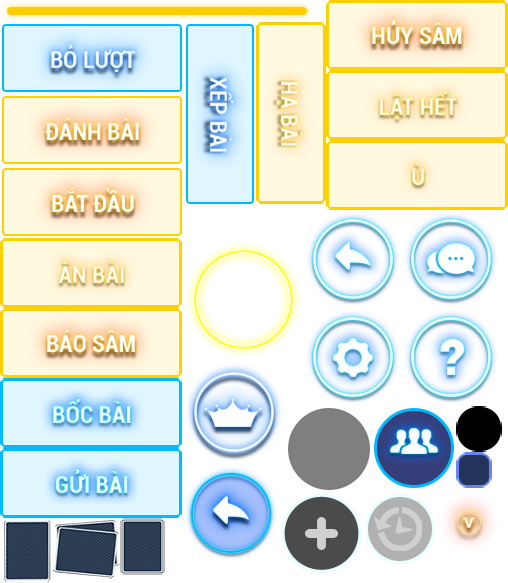 BỎ LƯỢT
ĐÁNH BÀI
BẮT ĐẦU
ĂN BÀI
BÁO SÂM
BỐC BÀI
GỬI BÀI
XẾP BÀI
HẠ BÀI
HỦY SÂM
LẬT HẾT
Ù
?
V